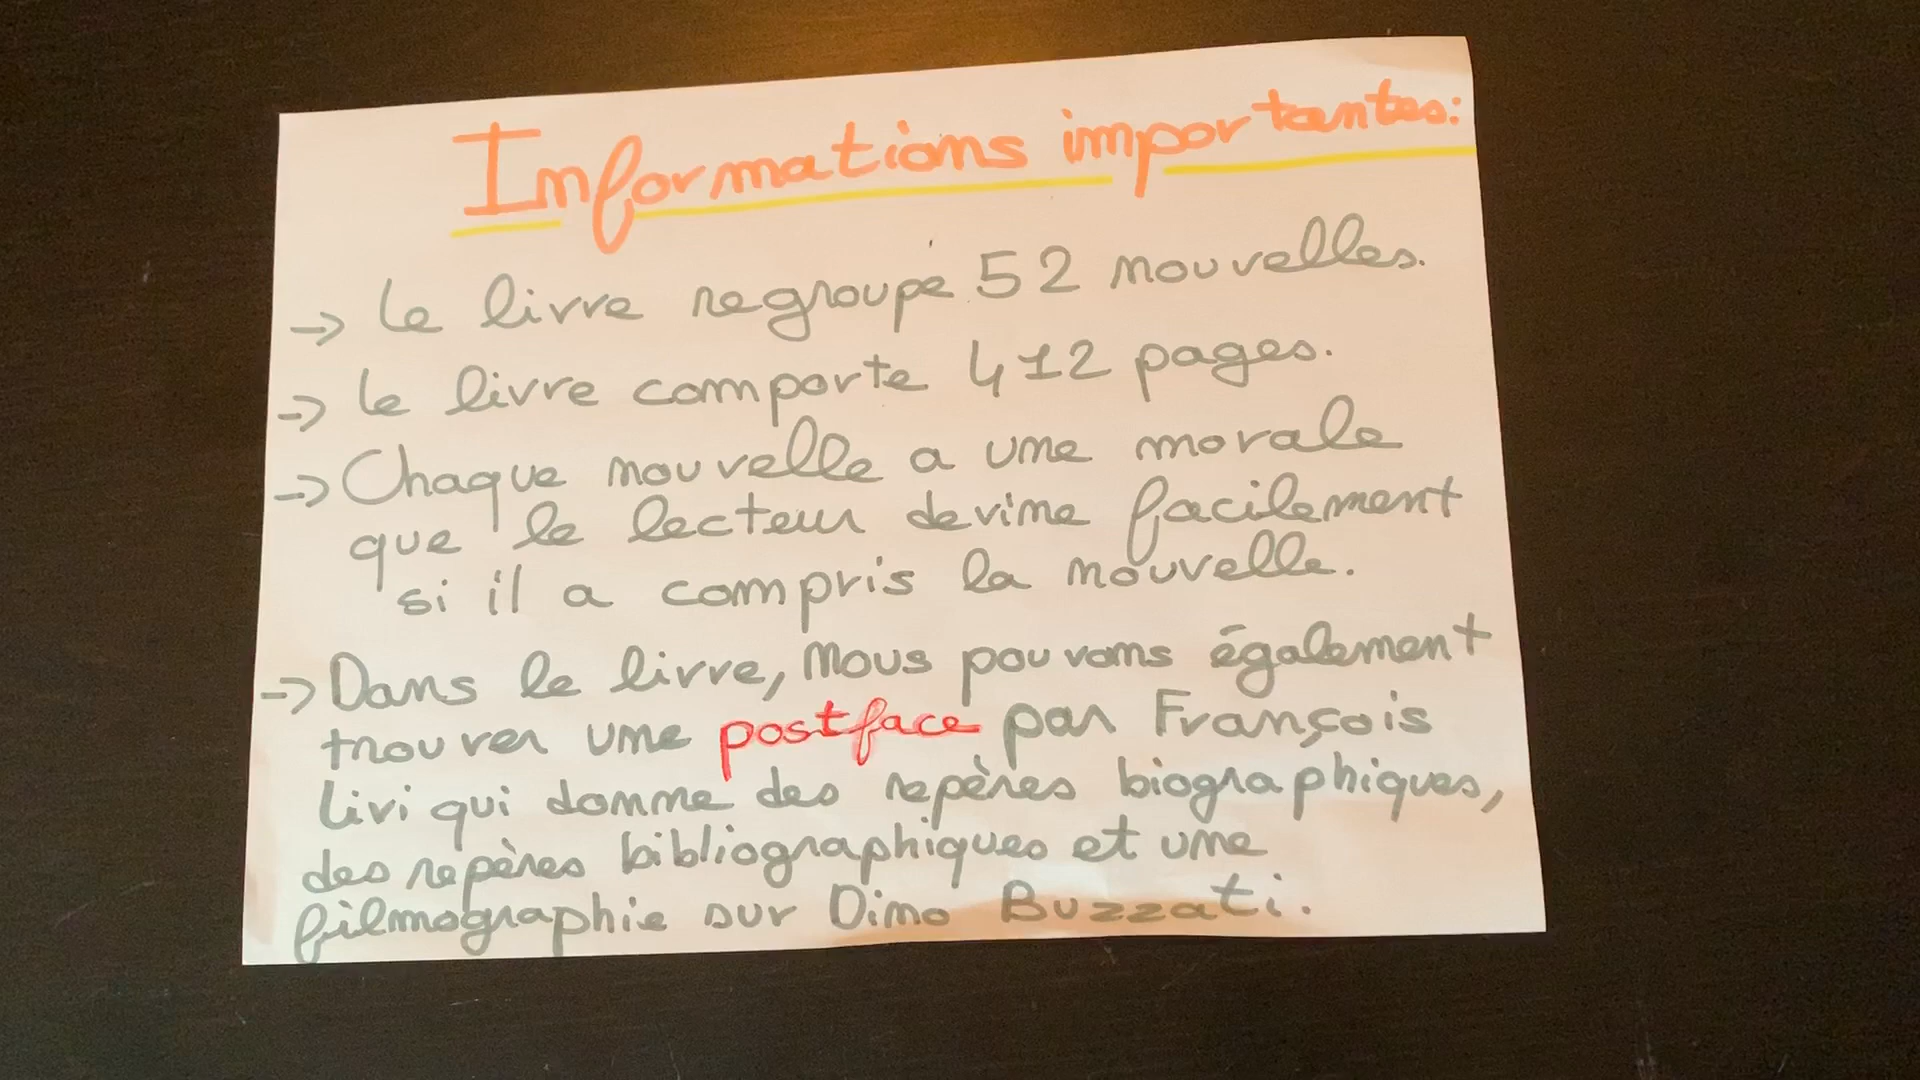 Informations importantes:
-> Le livre regroupe 52 nouvelles.
-> Le livre comporte 412 pages.
-> Chaque nouvelle a une morale
que le lecteur devine facilement
si il a compris la nouvelle.
-> Dans le livre, nous pouvons également
trouver une postface par François
Livi qui donne des repères biographiques,
des repères bibliographiques et une
filmographie sur Dino Buzzati.